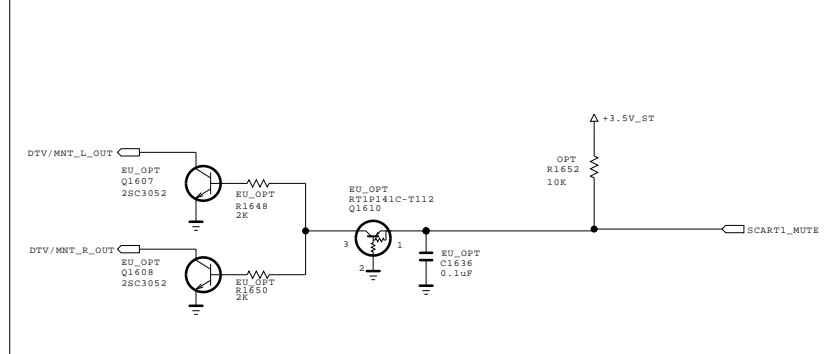 +3.5V_ST
DTV/MNT_L_OUT
EU_OPT
Q1607
2SC3052
EU_OPT
R1648
2K
EU_OPT
RT1P141C-T112
Q1610
OPT
R1652
10K
3
1
2
SCART1_MUTE
DTV/MNT_R_OUT
EU_OPT
Q1608
2SC3052
EU_OPT
R1650
2K
EU_OPT
C1636
0.1uF